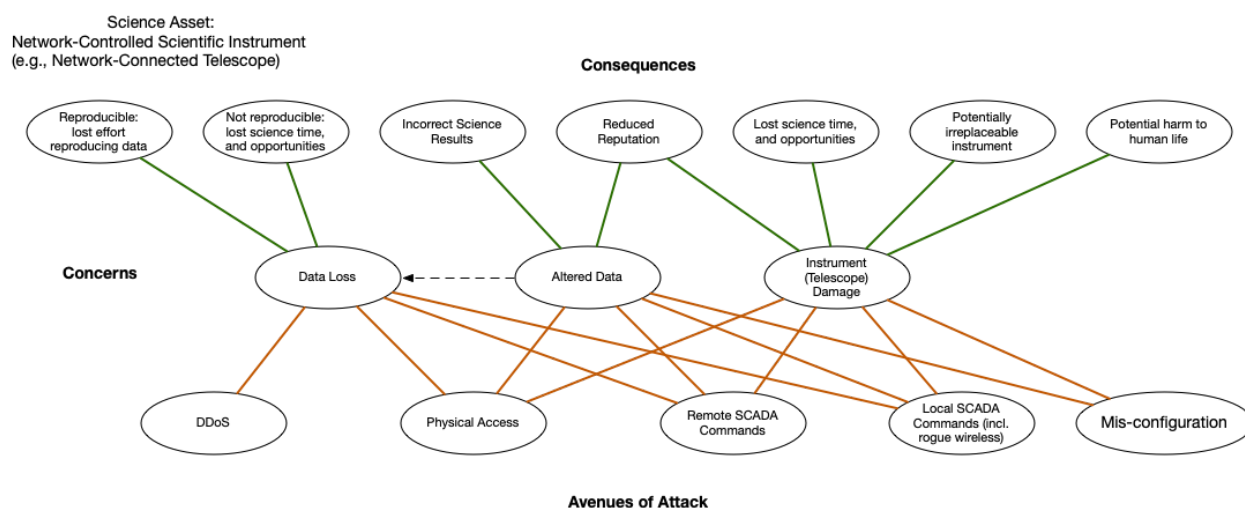 Science Asset:
Network-Controlled Scientific Instrument
(e.g., Network-Connected Telescope)
Consequences
Reproducible:
lost effort
reproducing data
Not reproducible:
lost science time,
and opportunities
Incorrect Science
Results
Reduced
Reputation
Lost science time,
and opportunities
Potentially
irreplaceable
instrument
Potential harm to
human life
Concerns
Data Loss
Altered Data
Instrument
(Telescope)
Damage
DDoS
Physical Access
Remote SCADA
Commands
Local SCADA
Commands (incl.
rogue wireless)
Mis-configuration
Avenues of Attack